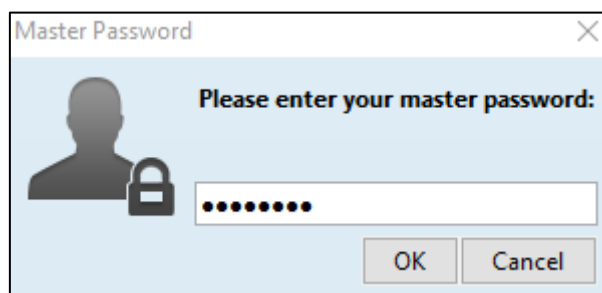 Master Password
Please enter your master password:
••••••••
OK
Cancel